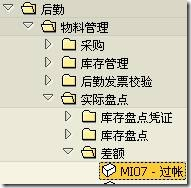 后勤
物料管理
采购
库存管理
后勤发票校验
实际盘点
库存盘点凭证
库存盘点
差额
MI07 - 过帐